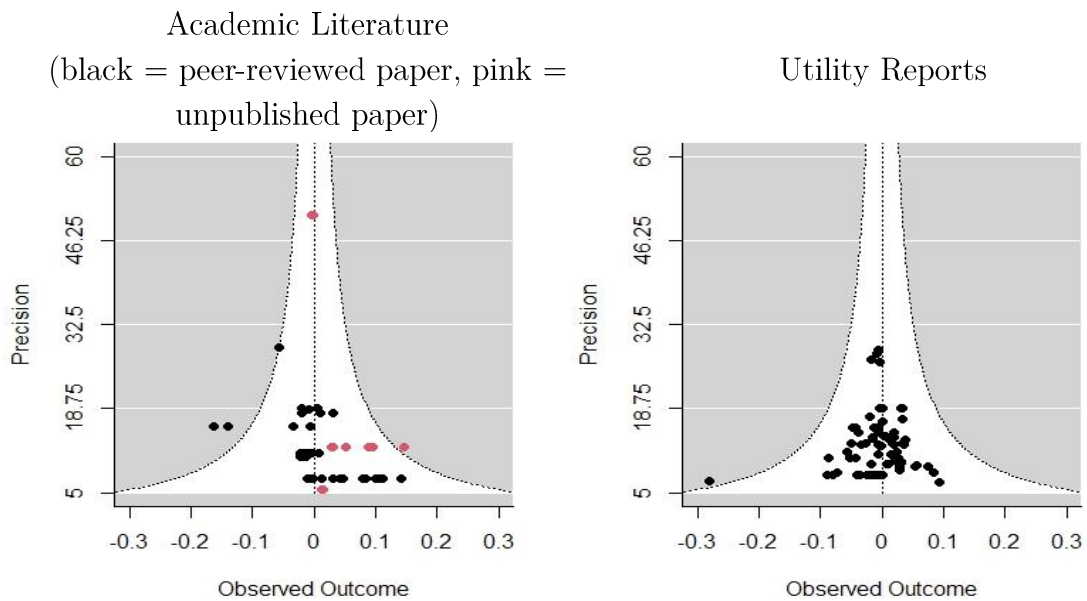 Academic Literature
(black = peer-reviewed paper, pink =
unpublished paper)
Precision
60
46.25
32.5
18.75
5
-0.3 -0.2 -0.1 0 0.1 0.2 0.3
Observed Outcome
Utility Reports
Precision
60
46.25
32.5
18.75
5
-0.3 -0.2 -0.1 0 0.1 0.2 0.3
Observed Outcome